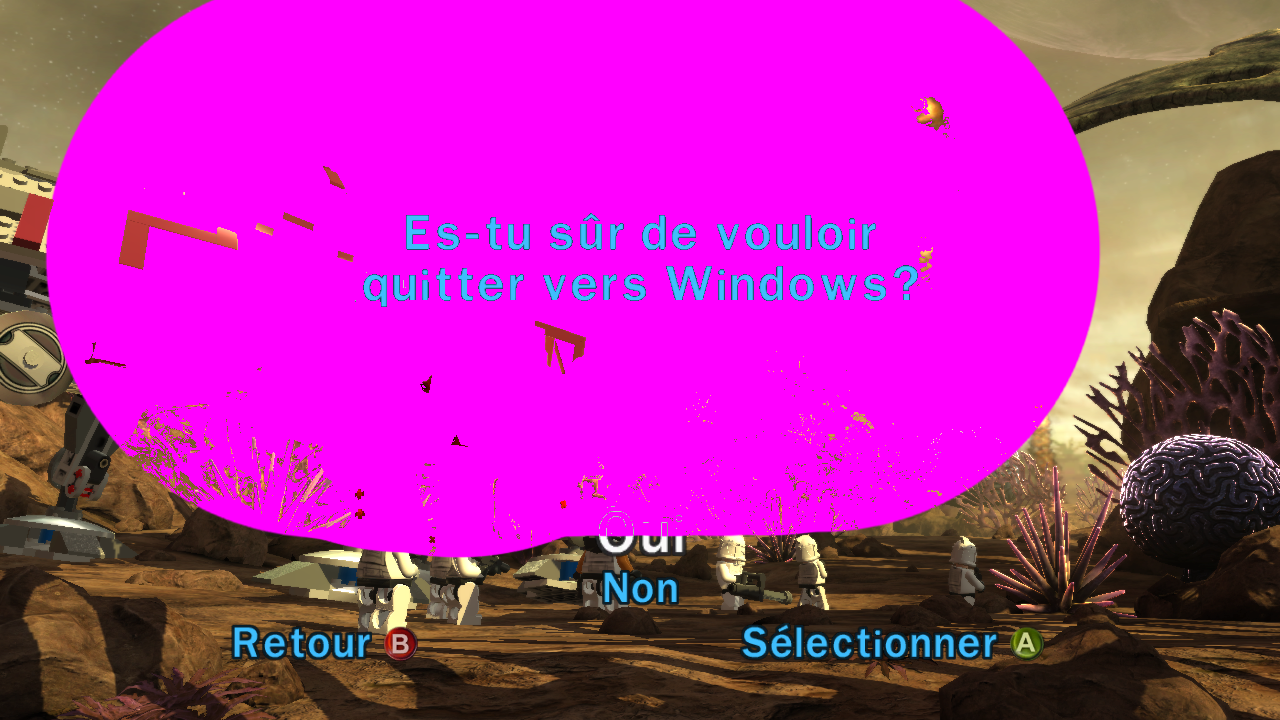 Es-tu sûr de vouloir
quitter vers Windows?
Oui
Non
Retour B
Sélectionner A